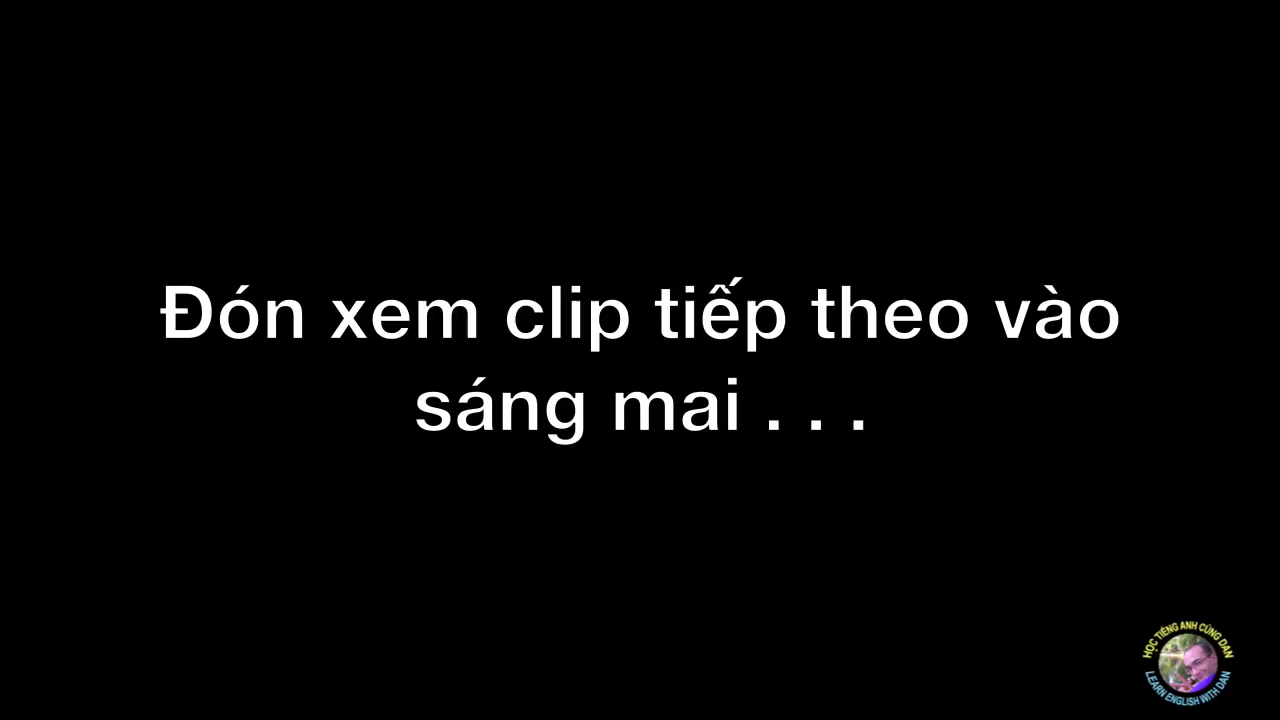 Đón xem clip tiếp theo vào
sáng mai . . .
HỌC TIẾNG ANH CÙNG DAN
LEARN ENGLISH WITH DAN